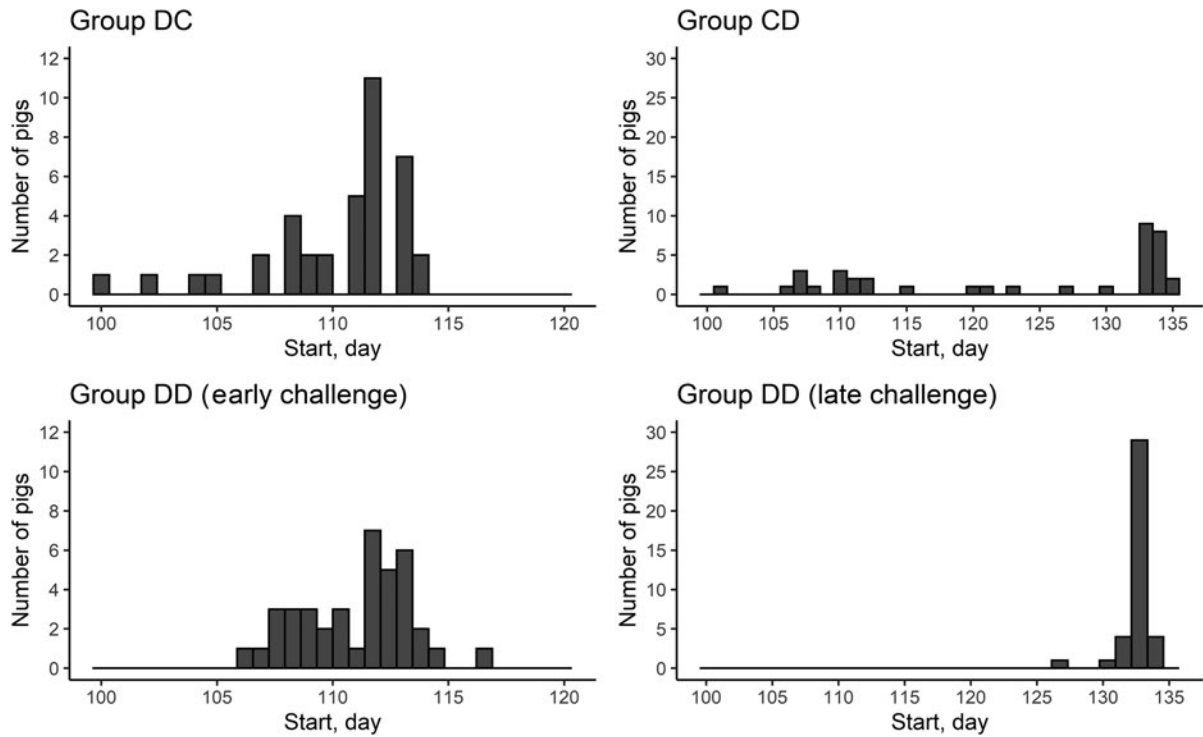 Group DC
12
10
8
6
4
2
0
Number of pigs
100 105 110 115 120
Start, day
Group CD
30
25
20
15
10
5
0
Number of pigs
100 105 110 115 120 125 130 135
Start, day
Group DD (early challenge)
12
10
8
6
4
2
0
Number of pigs
100 105 110 115 120
Start, day
Group DD (late challenge)
30
25
20
15
10
5
0
Number of pigs
100 105 110 115 120 125 130 135
Start, day